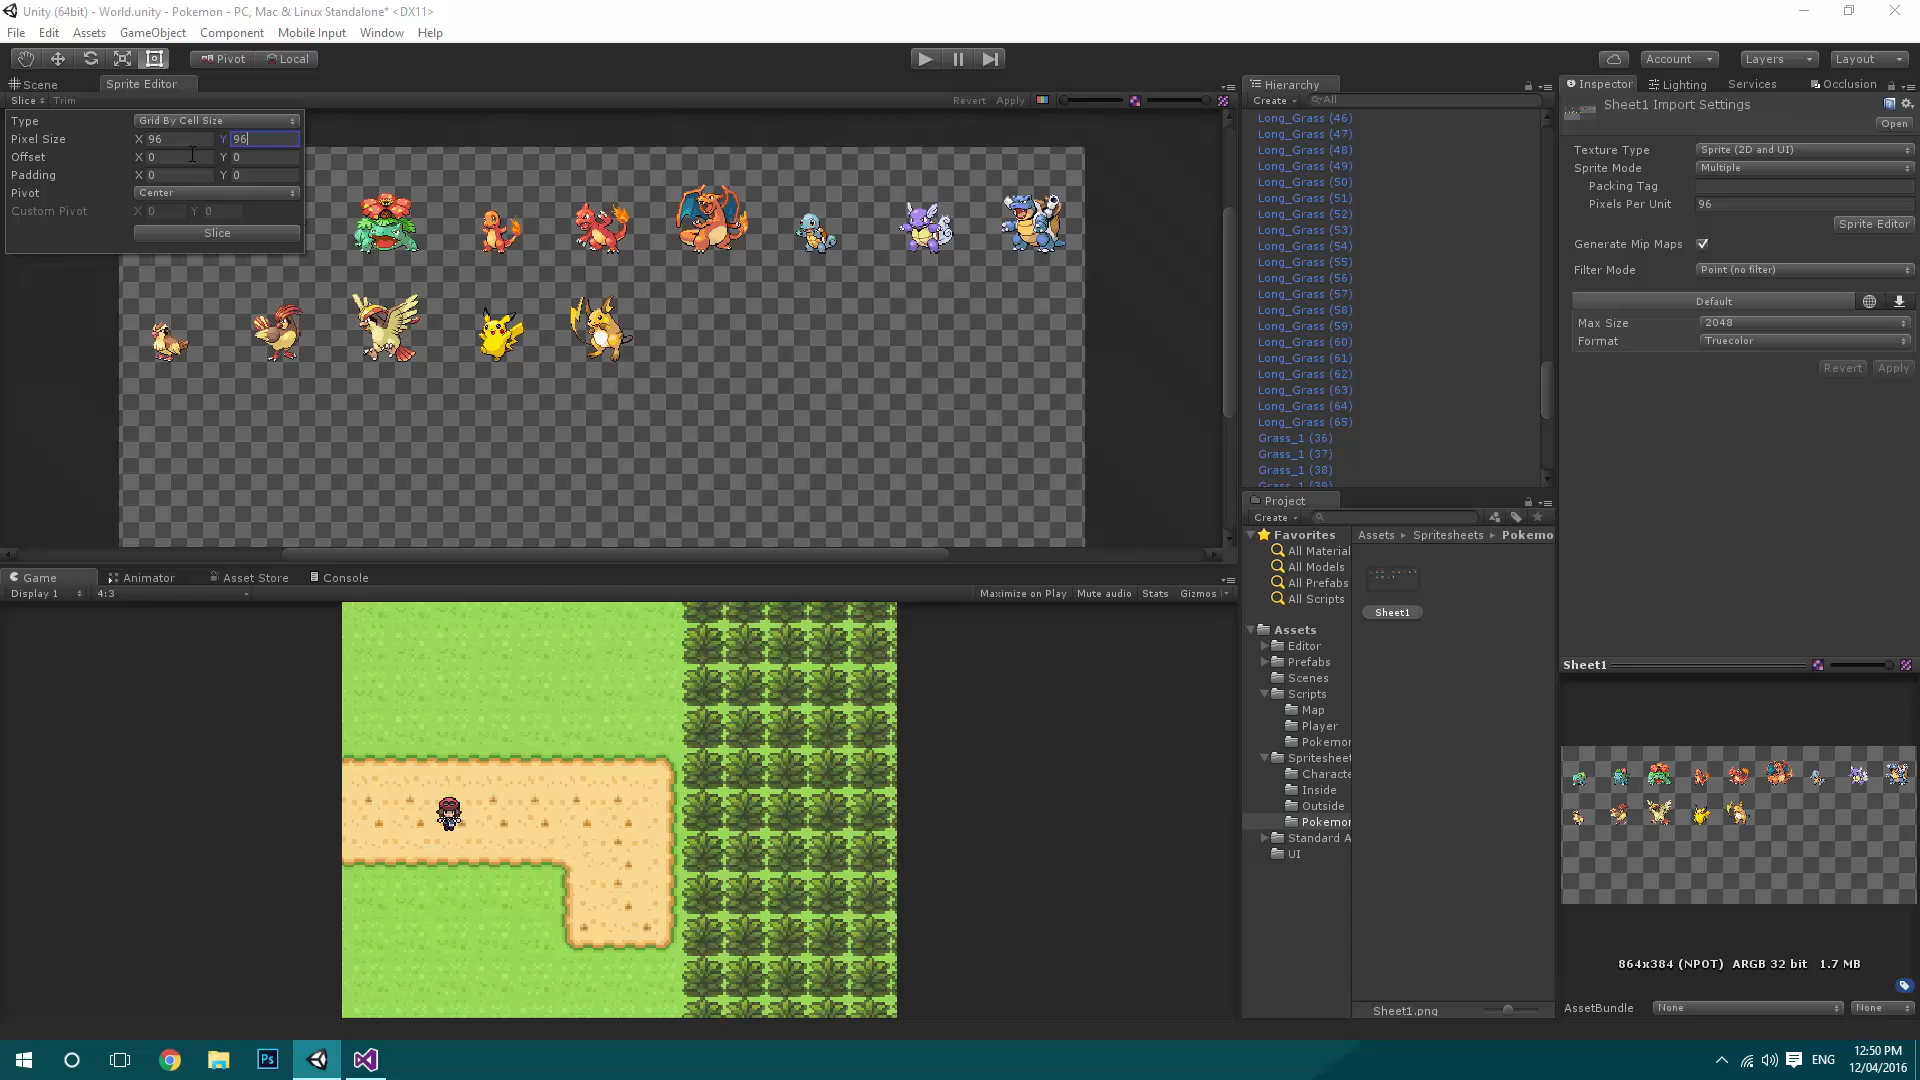 Unity (64bit) - World.unity - Pokemon - PC, Mac & Linux Standalone* <DX11>
File Edit Assets GameObject Component Mobile Input Window Help
Pivot Local Account Layers Layout
Scene Sprite Editor
Slice Trim Revert Apply
Type Grid By Cell Size
Pixel Size X 96 Y 96
Offset X 0 Y 0
Padding X 0 Y 0
Pivot Center
Custom Pivot X 0 Y 0
Slice
Hierarchy
Create All
Long_Grass (46)
Long_Grass (47)
Long_Grass (48)
Long_Grass (49)
Long_Grass (50)
Long_Grass (51)
Long_Grass (52)
Long_Grass (53)
Long_Grass (54)
Long_Grass (55)
Long_Grass (56)
Long_Grass (57)
Long_Grass (58)
Long_Grass (59)
Long_Grass (60)
Long_Grass (61)
Long_Grass (62)
Long_Grass (63)
Long_Grass (64)
Long_Grass (65)
Grass_1 (36)
Grass_1 (37)
Grass_1 (38)
Grass_1 (39)
Inspector Lighting Services Occlusion
Sheet1 Import Settings
Open
Texture Type Sprite (2D and UI)
Sprite Mode Multiple
Packing Tag
Pixels Per Unit 96
Sprite Editor
Generate Mip Maps
Filter Mode Point (no filter)
Default
Max Size 2048
Format Truecolor
Revert Apply
Project
Create
Favorites
All Material
All Models
All Prefabs
All Scripts
Assets
Editor
Prefabs
Scenes
Scripts
Map
Player
Pokemon
Spritesheet
Characte
Inside
Outside
Pokemon
Standard A
UI
Assets Spritesheets Pokemo
Sheet1
Sheet1.png
Game Animator Asset Store Console
Display 1 4:3 Maximize on Play Mute audio Stats Gizmos
Sheet1
864x384 (NPOT) ARGB 32 bit 1.7 MB
AssetBundle None None
Ps
ENG
12:50 PM
12/04/2016